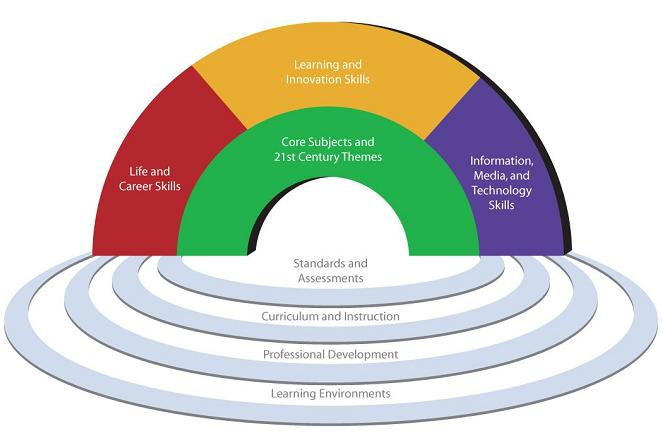 Learning and
Innovation Skills
Core Subjects and
21st Century Themes
Life and
Career Skills
Information,
Media, and
Technology
Skills
Standards and
Assessments
Curriculum and Instruction
Professional Development
Learning Environments